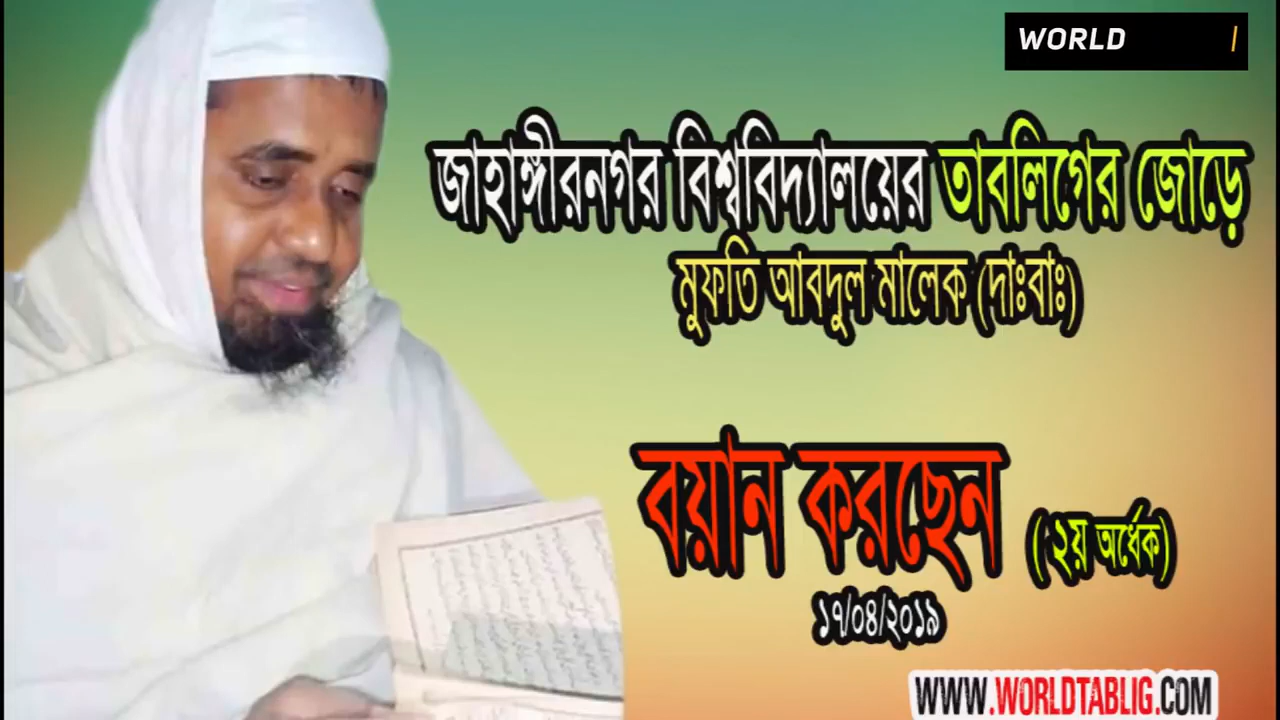 WORLD /
জাহাঙ্গীরনগর বিশ্ববিদ্যালয়ের তাবলিগের জোড়ে
মুফতি আবদুল মালেক (দাঃবাঃ)
বয়ান করছেন ( ২য় অর্ধেক)
১৭/০৪/২০১৯
WWW.WORLDTABLIG.COM